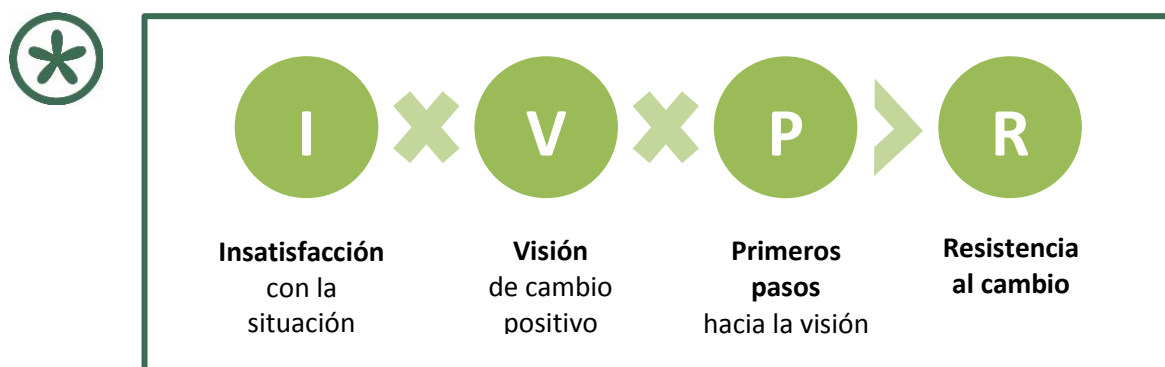 I V P R
Insatisfacción
con la
situación
Visión
de cambio
positivo
Primeros
pasos
hacia la visión
Resistencia
al cambio